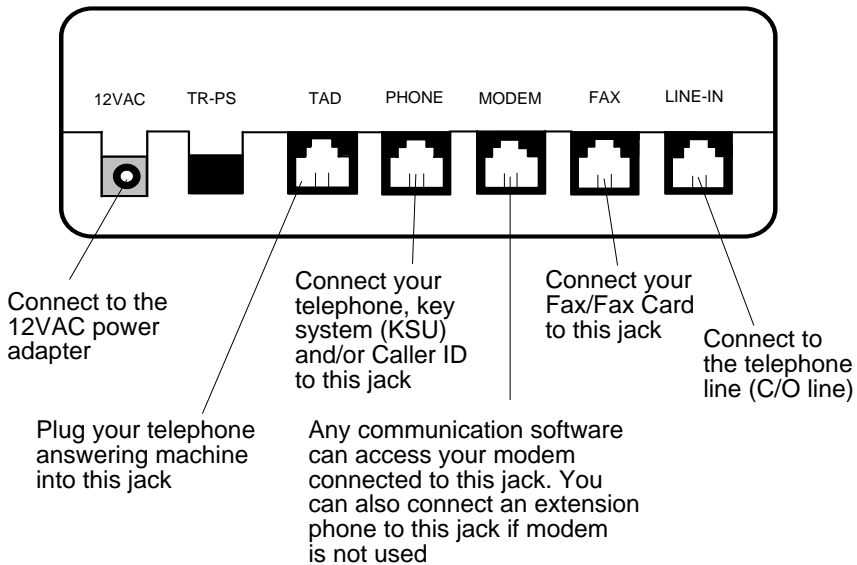 12VAC TR-PS TAD PHONE MODEM FAX LINE-IN
Connect to the
12VAC power
adapter
Plug your telephone
answering machine
into this jack
Connect your
telephone, key
system (KSU)
and/or Caller ID
to this jack
Any communication software
can access your modem
connected to this jack. You
can also connect an extension
phone to this jack if modem
is not used
Connect your
Fax/Fax Card
to this jack
Connect to
the telephone
line (C/O line)